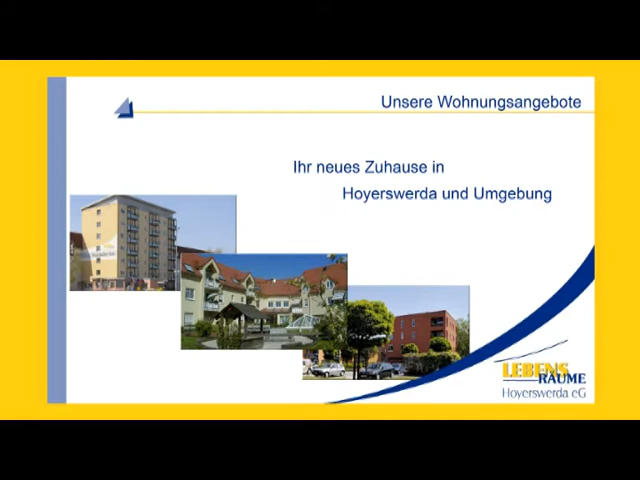 Unsere Wohnungsangebote
Ihr neues Zuhause in
Hoyerswerda und Umgebung
LEBENS
RÄUME
Hoyerswerda eG